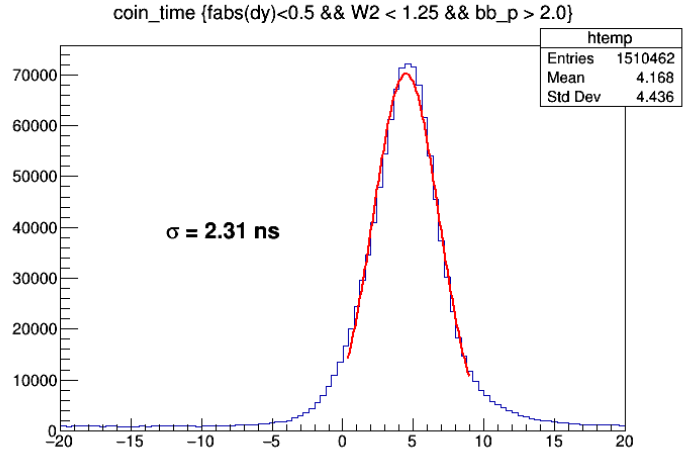 coin_time {fabs(dy)<0.5 && W2 < 1.25 && bb_p > 2.0}
htemp
Entries 1510462
Mean 4.168
Std Dev 4.436
70000
60000
50000
40000
30000
20000
10000
0
σ = 2.31 ns
−20 −15 −10 −5 0 5 10 15 20